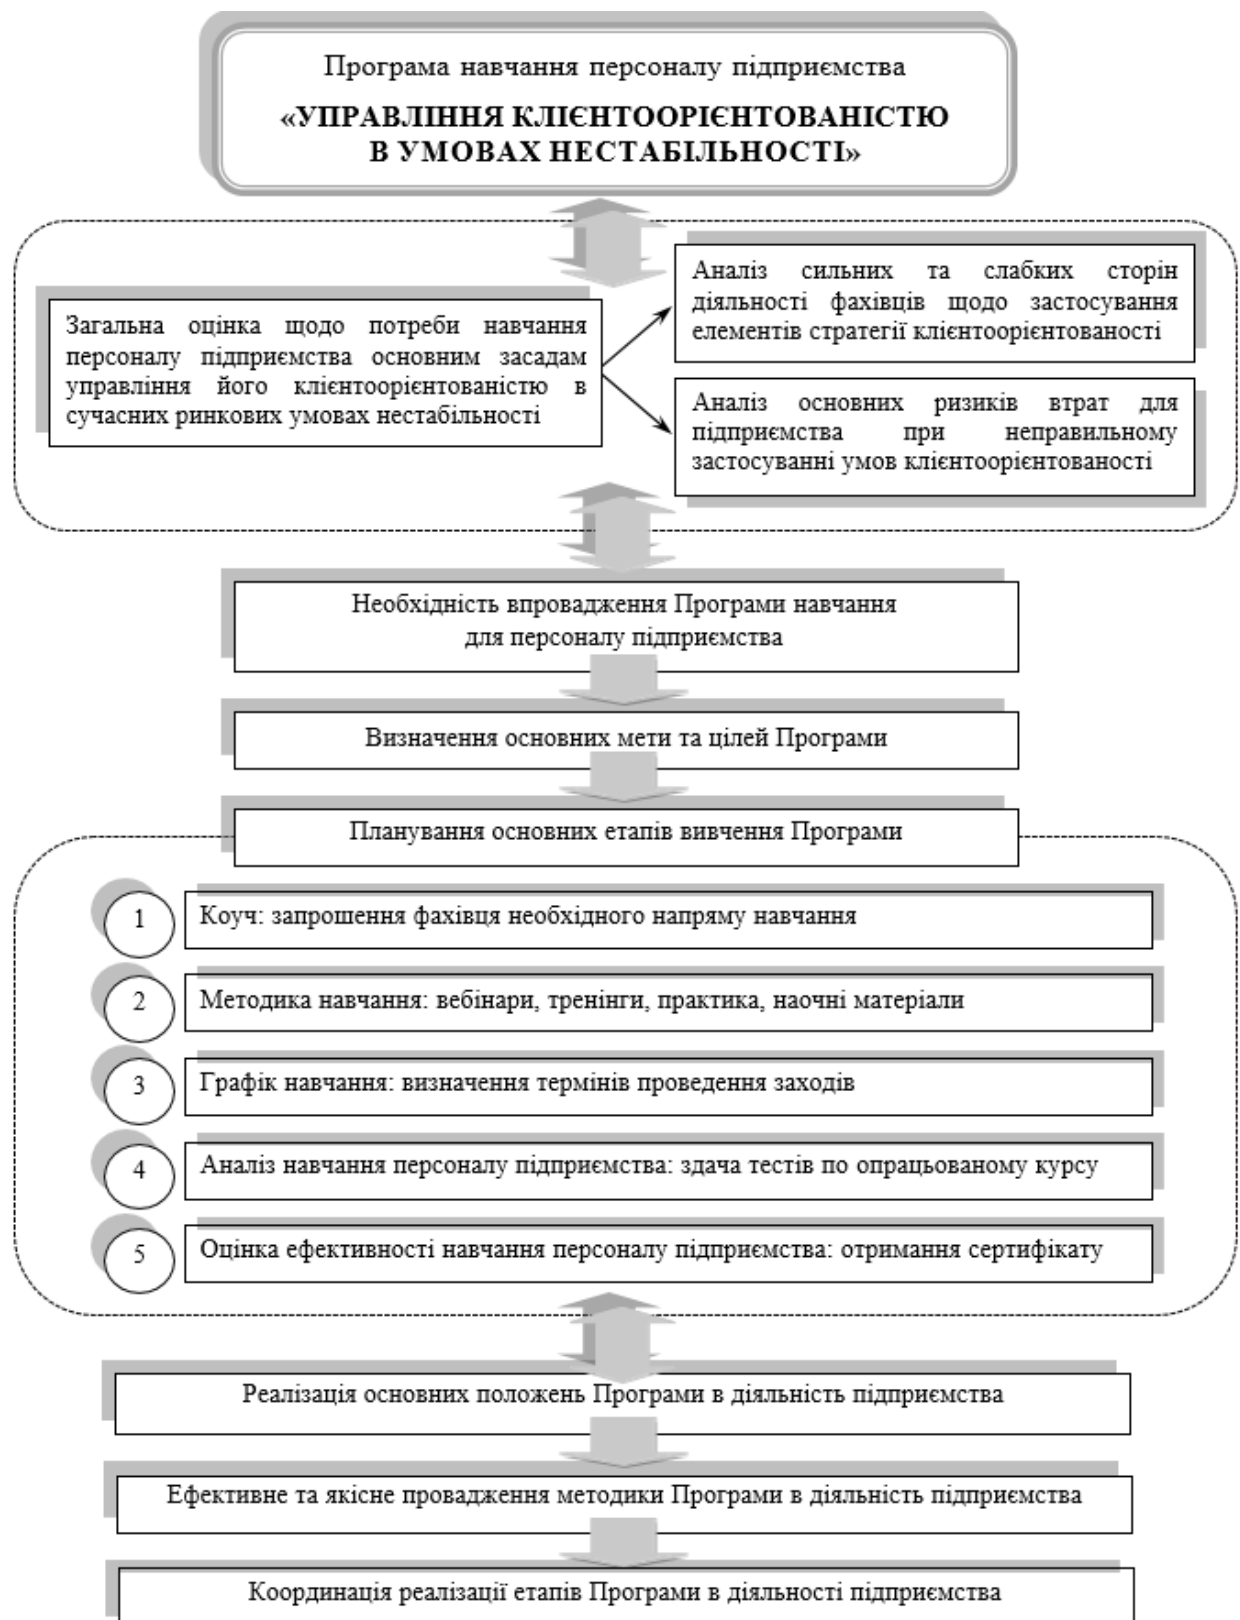 Програма навчання персоналу підприємства
«УПРАВЛІННЯ КЛІЄНТООРІЄНТОВАНІСТЮ
В УМОВАХ НЕСТАБІЛЬНОСТІ»
Загальна оцінка щодо потреби навчання
персоналу підприємства основним засадам
управління його клієнтоорієнтованістю в
сучасних ринкових умовах нестабільності
Аналіз сильних та слабких сторін
діяльності фахівців щодо застосування
елементів стратегії клієнтоорієнтованості
Аналіз основних ризиків втрат для
підприємства при неправильному
застосуванні умов клієнтоорієнтованості
Необхідність впровадження Програми навчання
для персоналу підприємства
Визначення основних мети та цілей Програми
Планування основних етапів вивчення Програми
1 Коуч: запрошення фахівця необхідного напряму навчання
2 Методика навчання: вебінари, тренінги, практика, наочні матеріали
3 Графік навчання: визначення термінів проведення заходів
4 Аналіз навчання персоналу підприємства: здача тестів по опрацьованому курсу
5 Оцінка ефективності навчання персоналу підприємства: отримання сертифікату
Реалізація основних положень Програми в діяльність підприємства
Ефективне та якісне провадження методики Програми в діяльність підприємства
Координація реалізації етапів Програми в діяльності підприємства